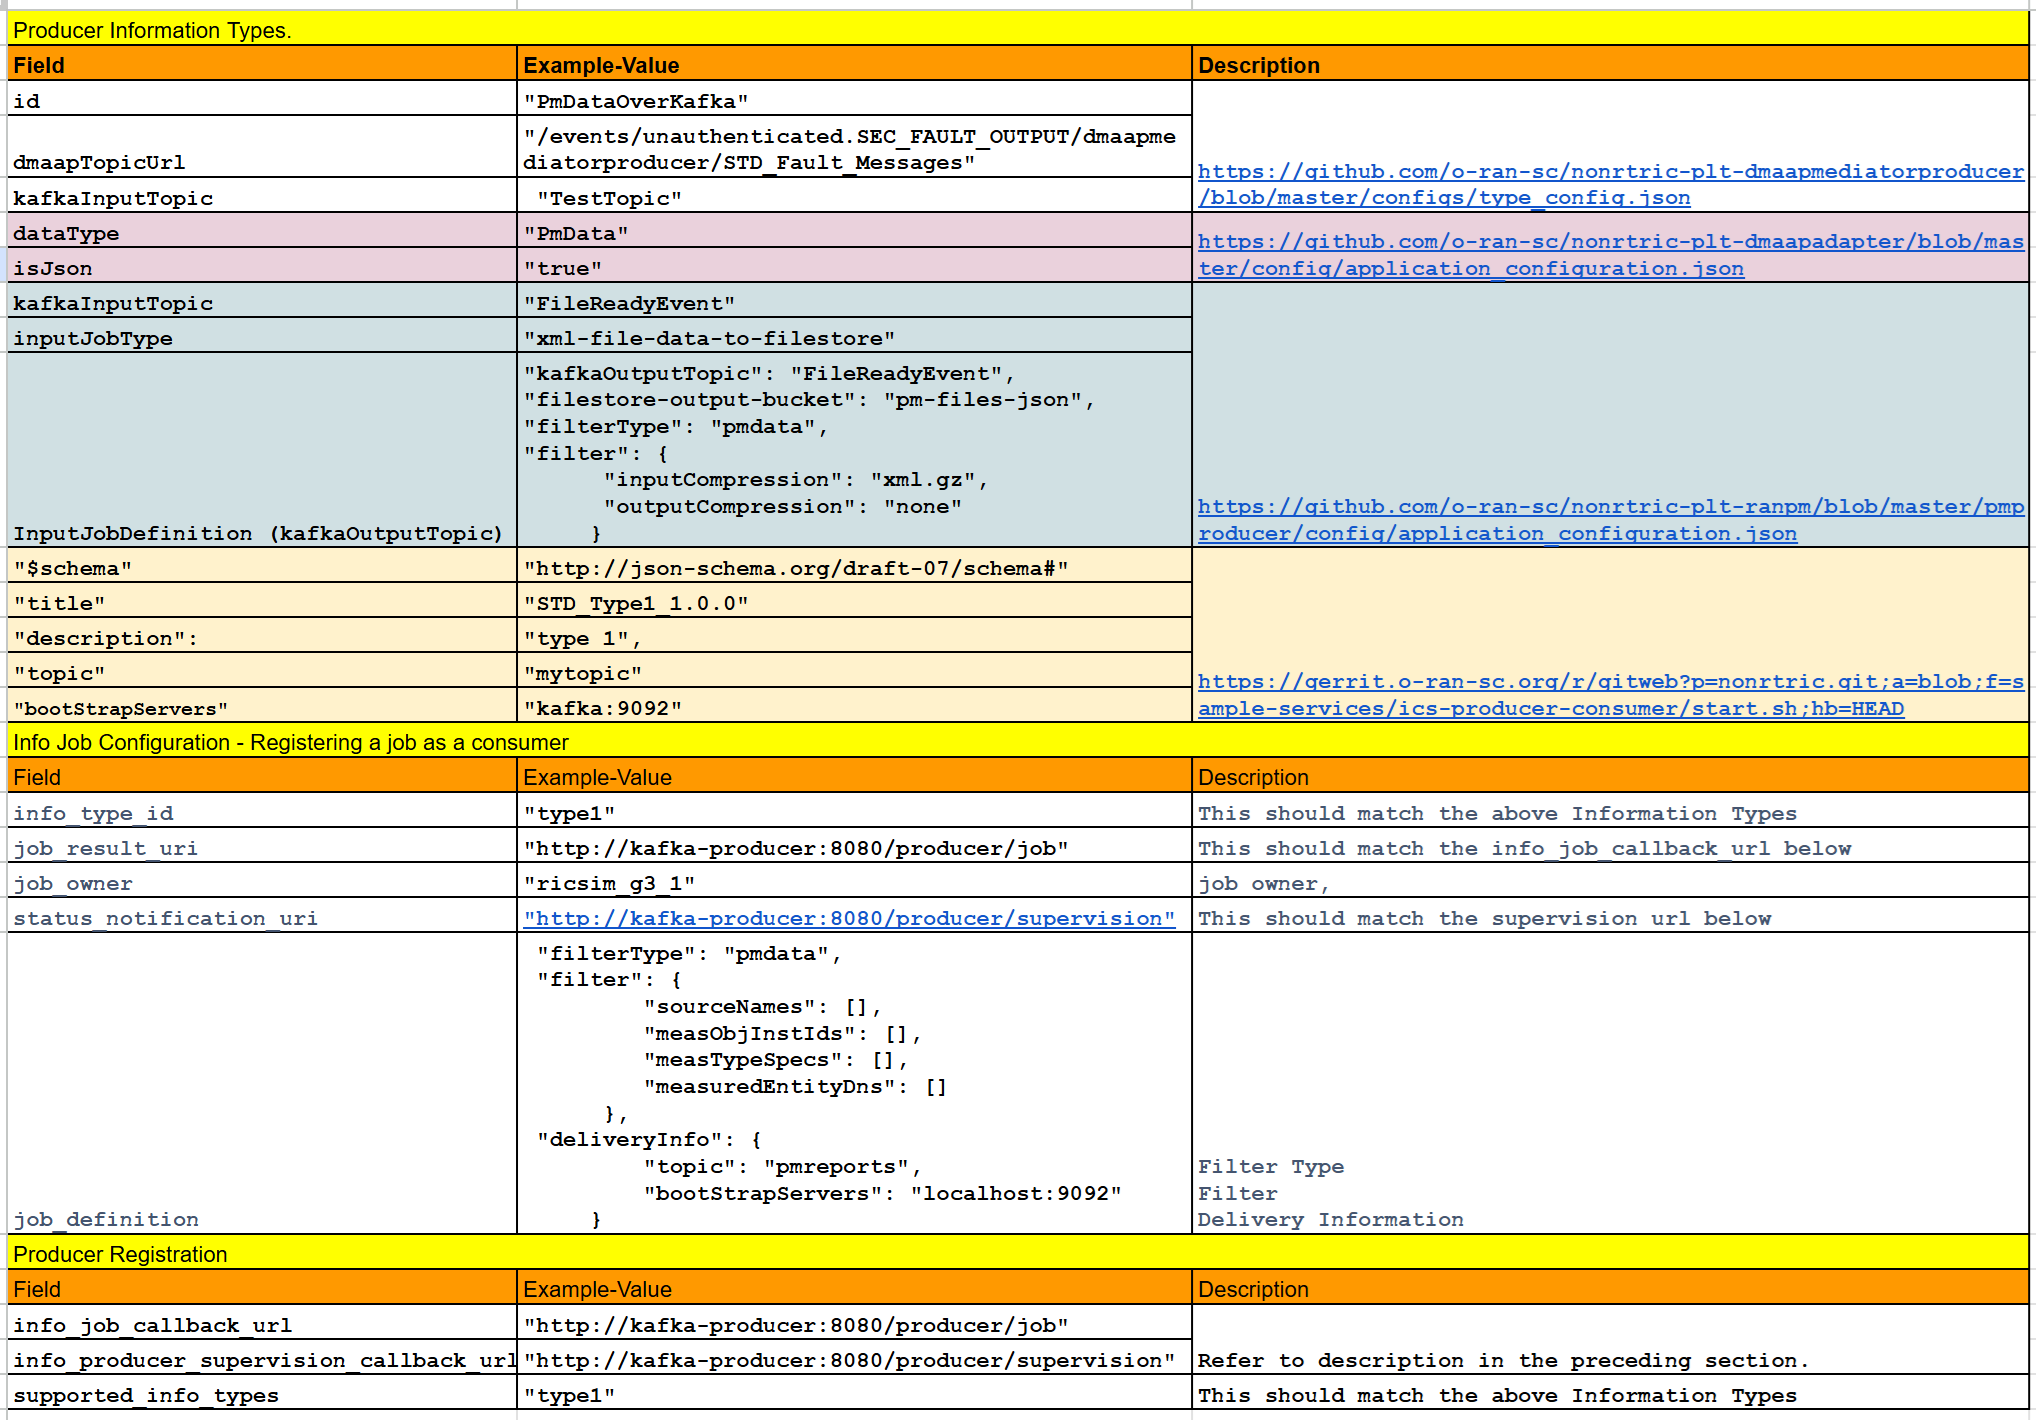 Producer Information Types.
Field Example-Value Description
id "PmDataOverKafka"
dmaapTopicUrl "/events/unauthenticated.SEC_FAULT_OUTPUT/dmaapme
diatorproducer/STD_Fault_Messages"
kafkaInputTopic "TestTopic"
https://github.com/o-ran-sc/nonrtric-plt-dmaapmediatorproducer
/blob/master/configs/type_config.json
dataType "PmData"
isJson "true"
https://github.com/o-ran-sc/nonrtric-plt-dmaapadapter/blob/mas
ter/config/application_configuration.json
kafkaInputTopic "FileReadyEvent"
inputJobType "xml-file-data-to-filestore"
InputJobDefinition (kafkaOutputTopic)
"kafkaOutputTopic": "FileReadyEvent",
"filestore-output-bucket": "pm-files-json",
"filterType": "pmdata",
"filter": {
"inputCompression": "xml.gz",
"outputCompression": "none"
}
https://github.com/o-ran-sc/nonrtric-plt-ranpm/blob/master/pmp
roducer/config/application_configuration.json
"$schema" "http://json-schema.org/draft-07/schema#"
"title" "STD_Type1_1.0.0"
"description": "type 1",
"topic" "mytopic"
"bootStrapServers" "kafka:9092"
https://gerrit.o-ran-sc.org/r/gitweb?p=nonrtric.git;a=blob;f=s
ample-services/ics-producer-consumer/start.sh;hb=HEAD
Info Job Configuration - Registering a job as a consumer
Field Example-Value Description
info_type_id "type1" This should match the above Information Types
job_result_uri "http://kafka-producer:8080/producer/job" This should match the info_job_callback_url below
job_owner "ricsim_g3_1" job owner,
status_notification_uri "http://kafka-producer:8080/producer/supervision" This should match the supervision url below
job_definition
"filterType": "pmdata",
"filter": {
"sourceNames": [],
"measObjInstIds": [],
"measTypeSpecs": [],
"measuredEntityDns": []
},
"deliveryInfo": {
"topic": "pmreports",
"bootStrapServers": "localhost:9092"
}
Filter Type
Filter
Delivery Information
Producer Registration
Field Example-Value Description
info_job_callback_url "http://kafka-producer:8080/producer/job"
info_producer_supervision_callback_url "http://kafka-producer:8080/producer/supervision" Refer to description in the preceding section.
supported_info_types "type1" This should match the above Information Types